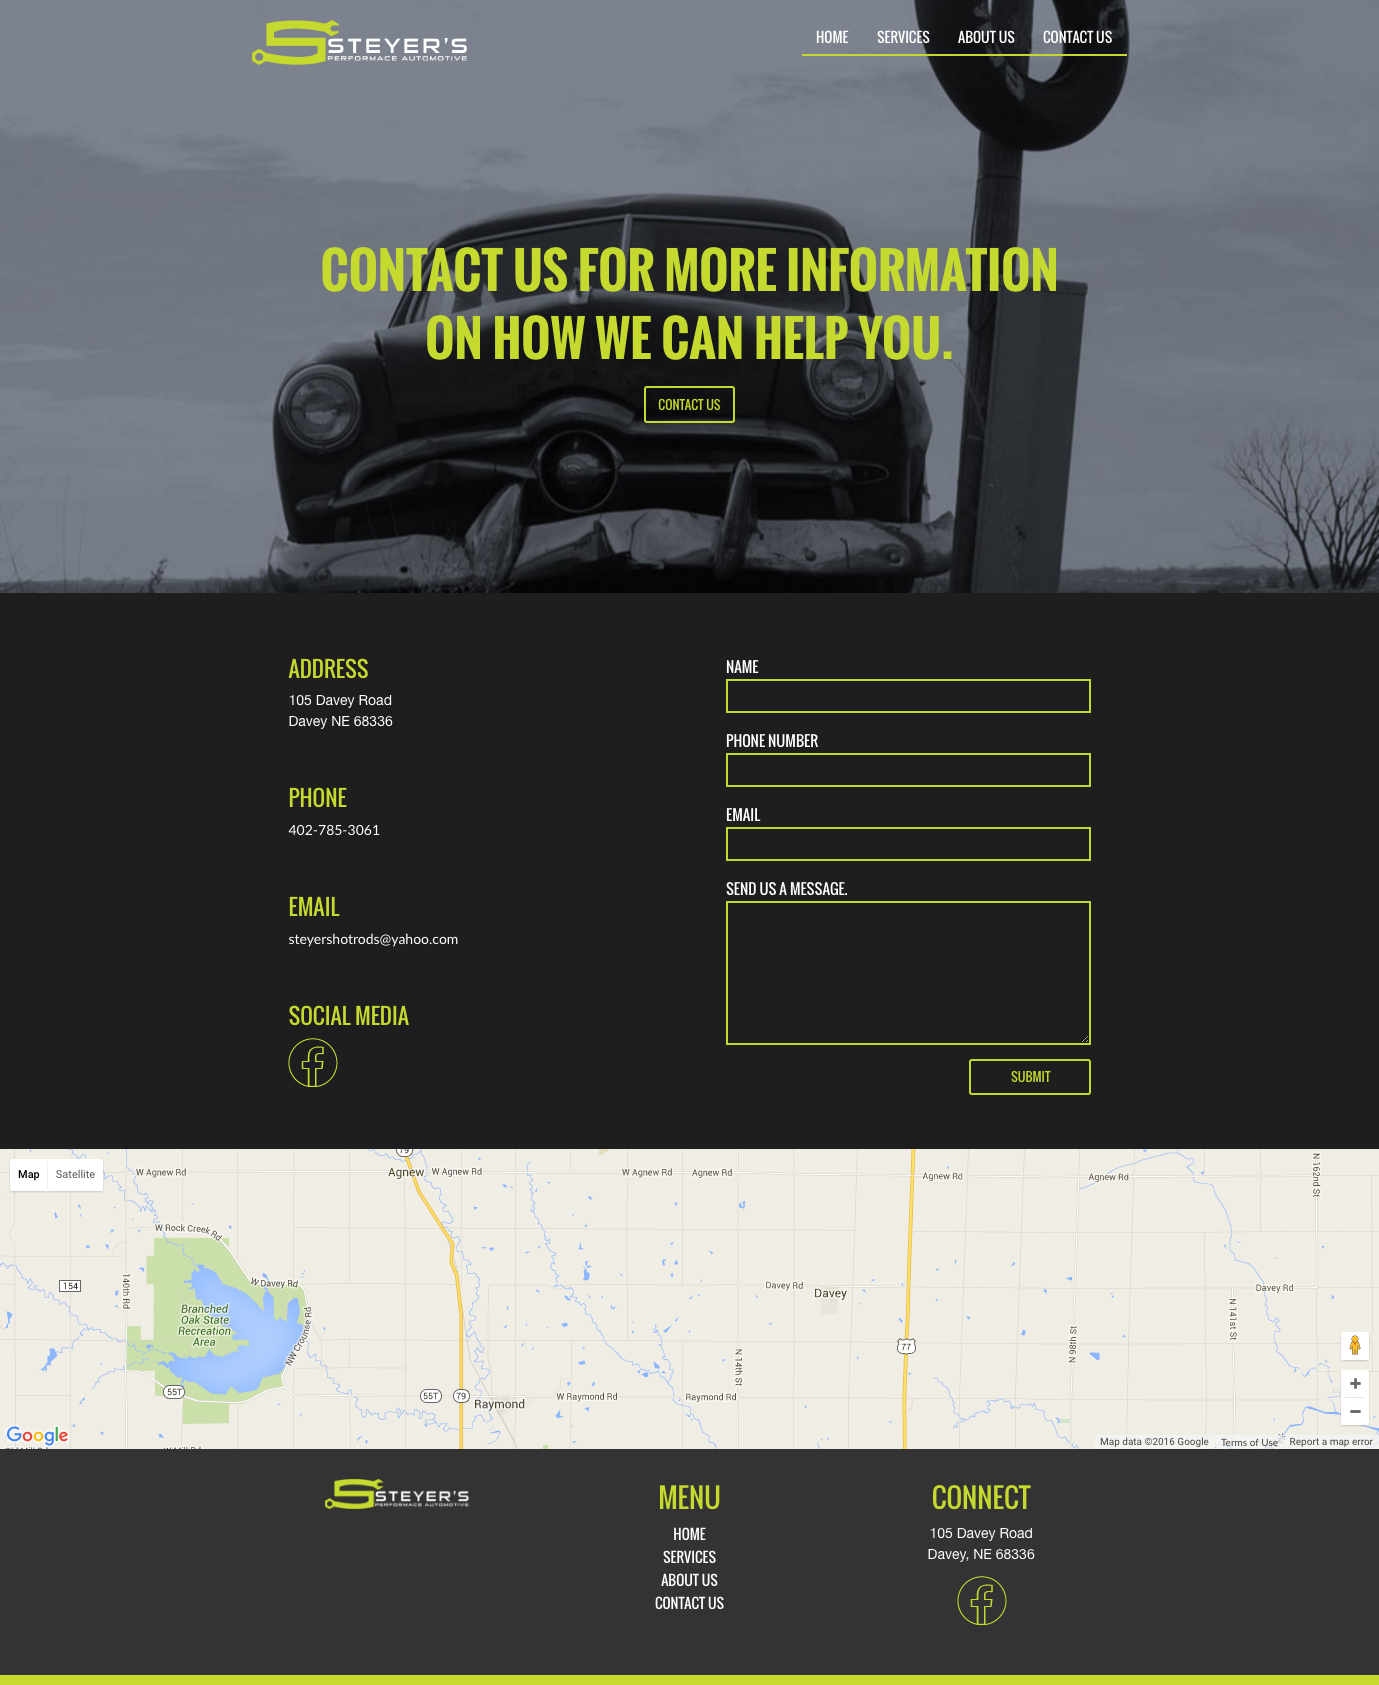 STEYER'S
PERFORMACE AUTOMOTIVE
HOME SERVICES ABOUT US CONTACT US
CONTACT US FOR MORE INFORMATION
ON HOW WE CAN HELP YOU.
CONTACT US
ADDRESS
105 Davey Road
Davey NE 68336
PHONE
402-785-3061
EMAIL
steyershotrods@yahoo.com
SOCIAL MEDIA
NAME
PHONE NUMBER
EMAIL
SEND US A MESSAGE.
SUBMIT
Map Satellite
W Agnew Rd
79
Agnew
W Agnew Rd
W Agnew Rd
Agnew Rd
Agnew Rd
Agnew Rd
N 162nd St
W Rock Creek Rd
154
140th Rd
W Davey Rd
Branched
Oak State
Recreation
Area
NW Crounse Rd
Davey Rd
Davey
Davey Rd
N 141st St
77
N 98th St
N 14th St
55T
55T
79
Raymond
W Raymond Rd
Raymond Rd
Google
Map data ©2016 Google Terms of Use Report a map error
STEYER'S
PERFORMACE AUTOMOTIVE
MENU
HOME
SERVICES
ABOUT US
CONTACT US
CONNECT
105 Davey Road
Davey, NE 68336